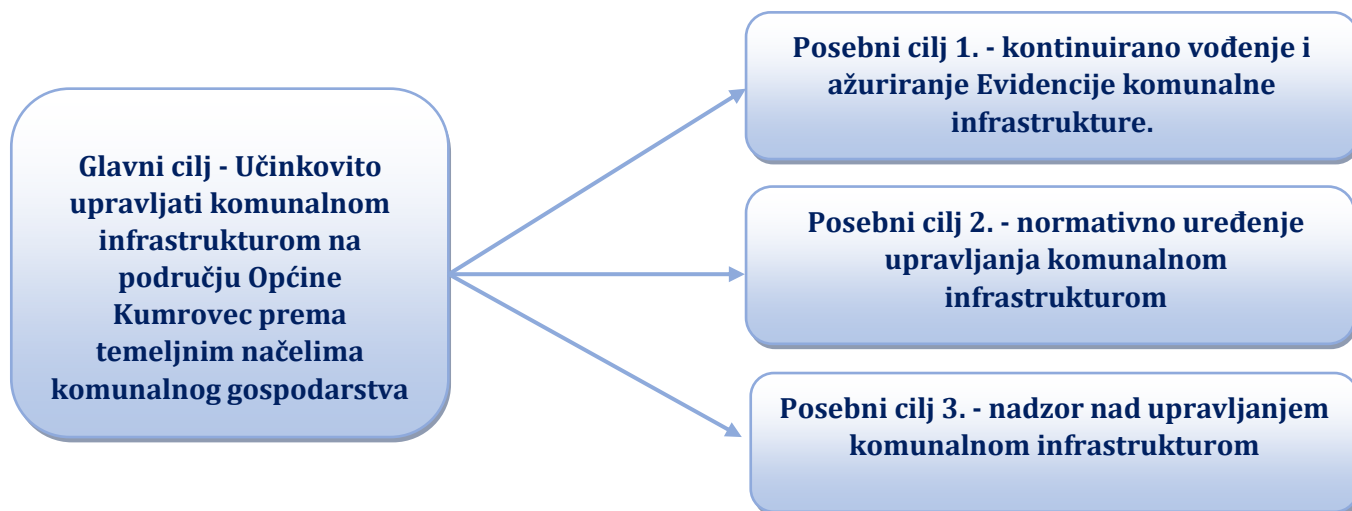 Glavni cilj - Učinkovito
upravljati komunalnom
infrastrukturom na
području Općine
Kumrovec prema
temeljnim načelima
komunalnog gospodarstva
Posebni cilj 1. - kontinuirano vođenje i
ažuriranje Evidencije komunalne
infrastrukture.
Posebni cilj 2. - normativno uređenje
upravljanja komunalnom
infrastrukturom
Posebni cilj 3. - nadzor nad upravljanjem
komunalnom infrastrukturom